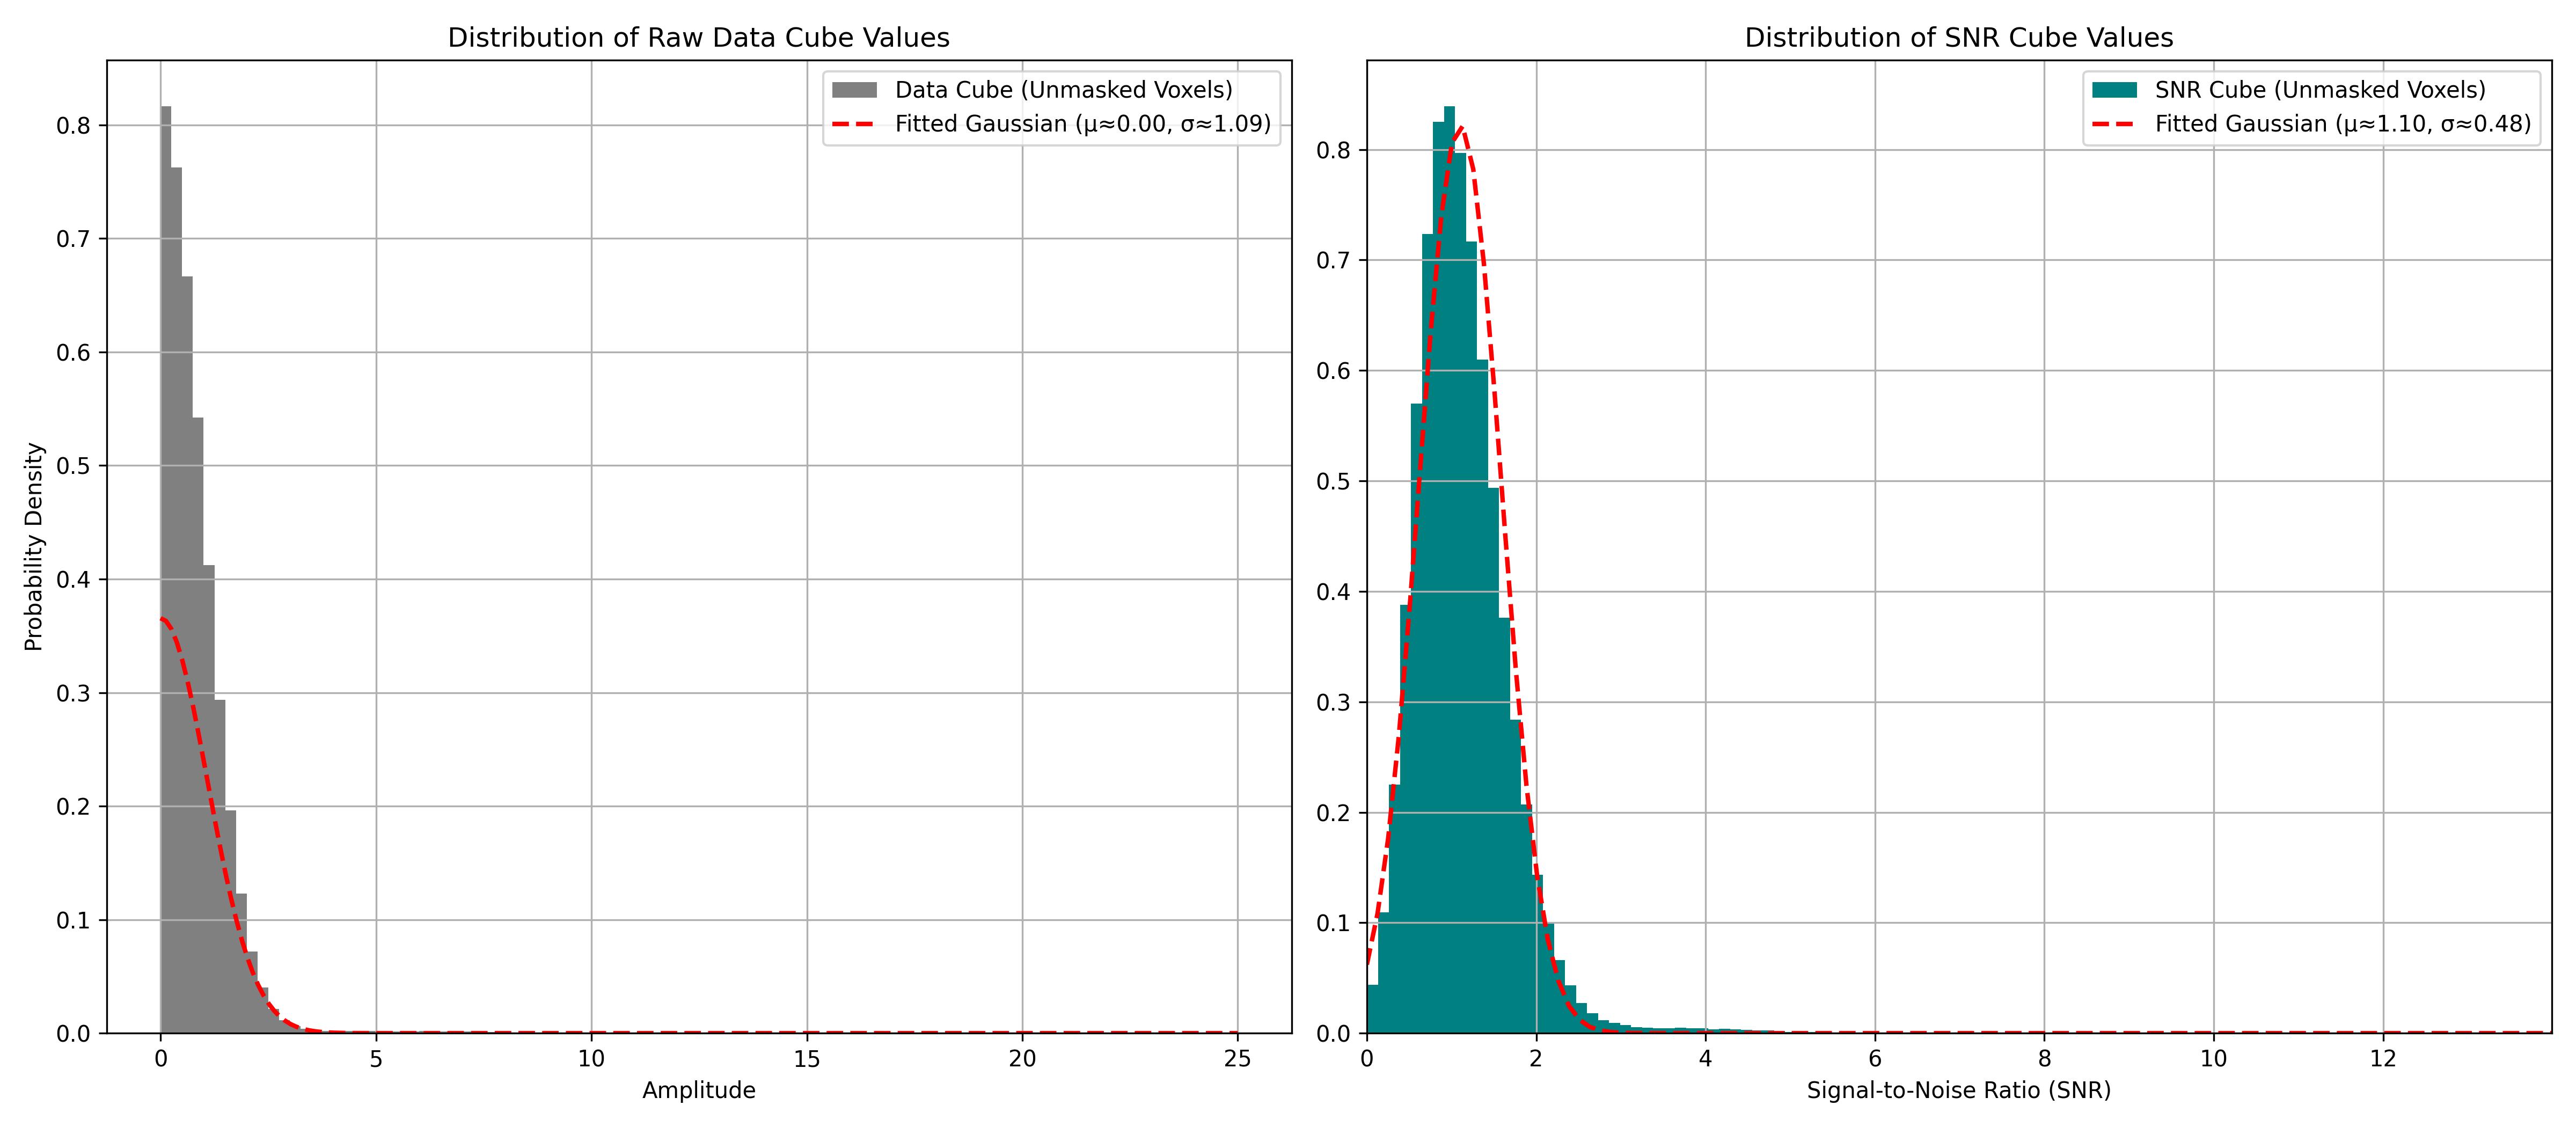 Distribution of Raw Data Cube Values
Data Cube (Unmasked Voxels)
Fitted Gaussian (μ≈0.00, σ≈1.09)
Probability Density
0.8
0.7
0.6
0.5
0.4
0.3
0.2
0.1
0.0
0 5 10 15 20 25
Amplitude
Distribution of SNR Cube Values
SNR Cube (Unmasked Voxels)
Fitted Gaussian (μ≈1.10, σ≈0.48)
0.8
0.7
0.6
0.5
0.4
0.3
0.2
0.1
0.0
0 2 4 6 8 10 12
Signal-to-Noise Ratio (SNR)